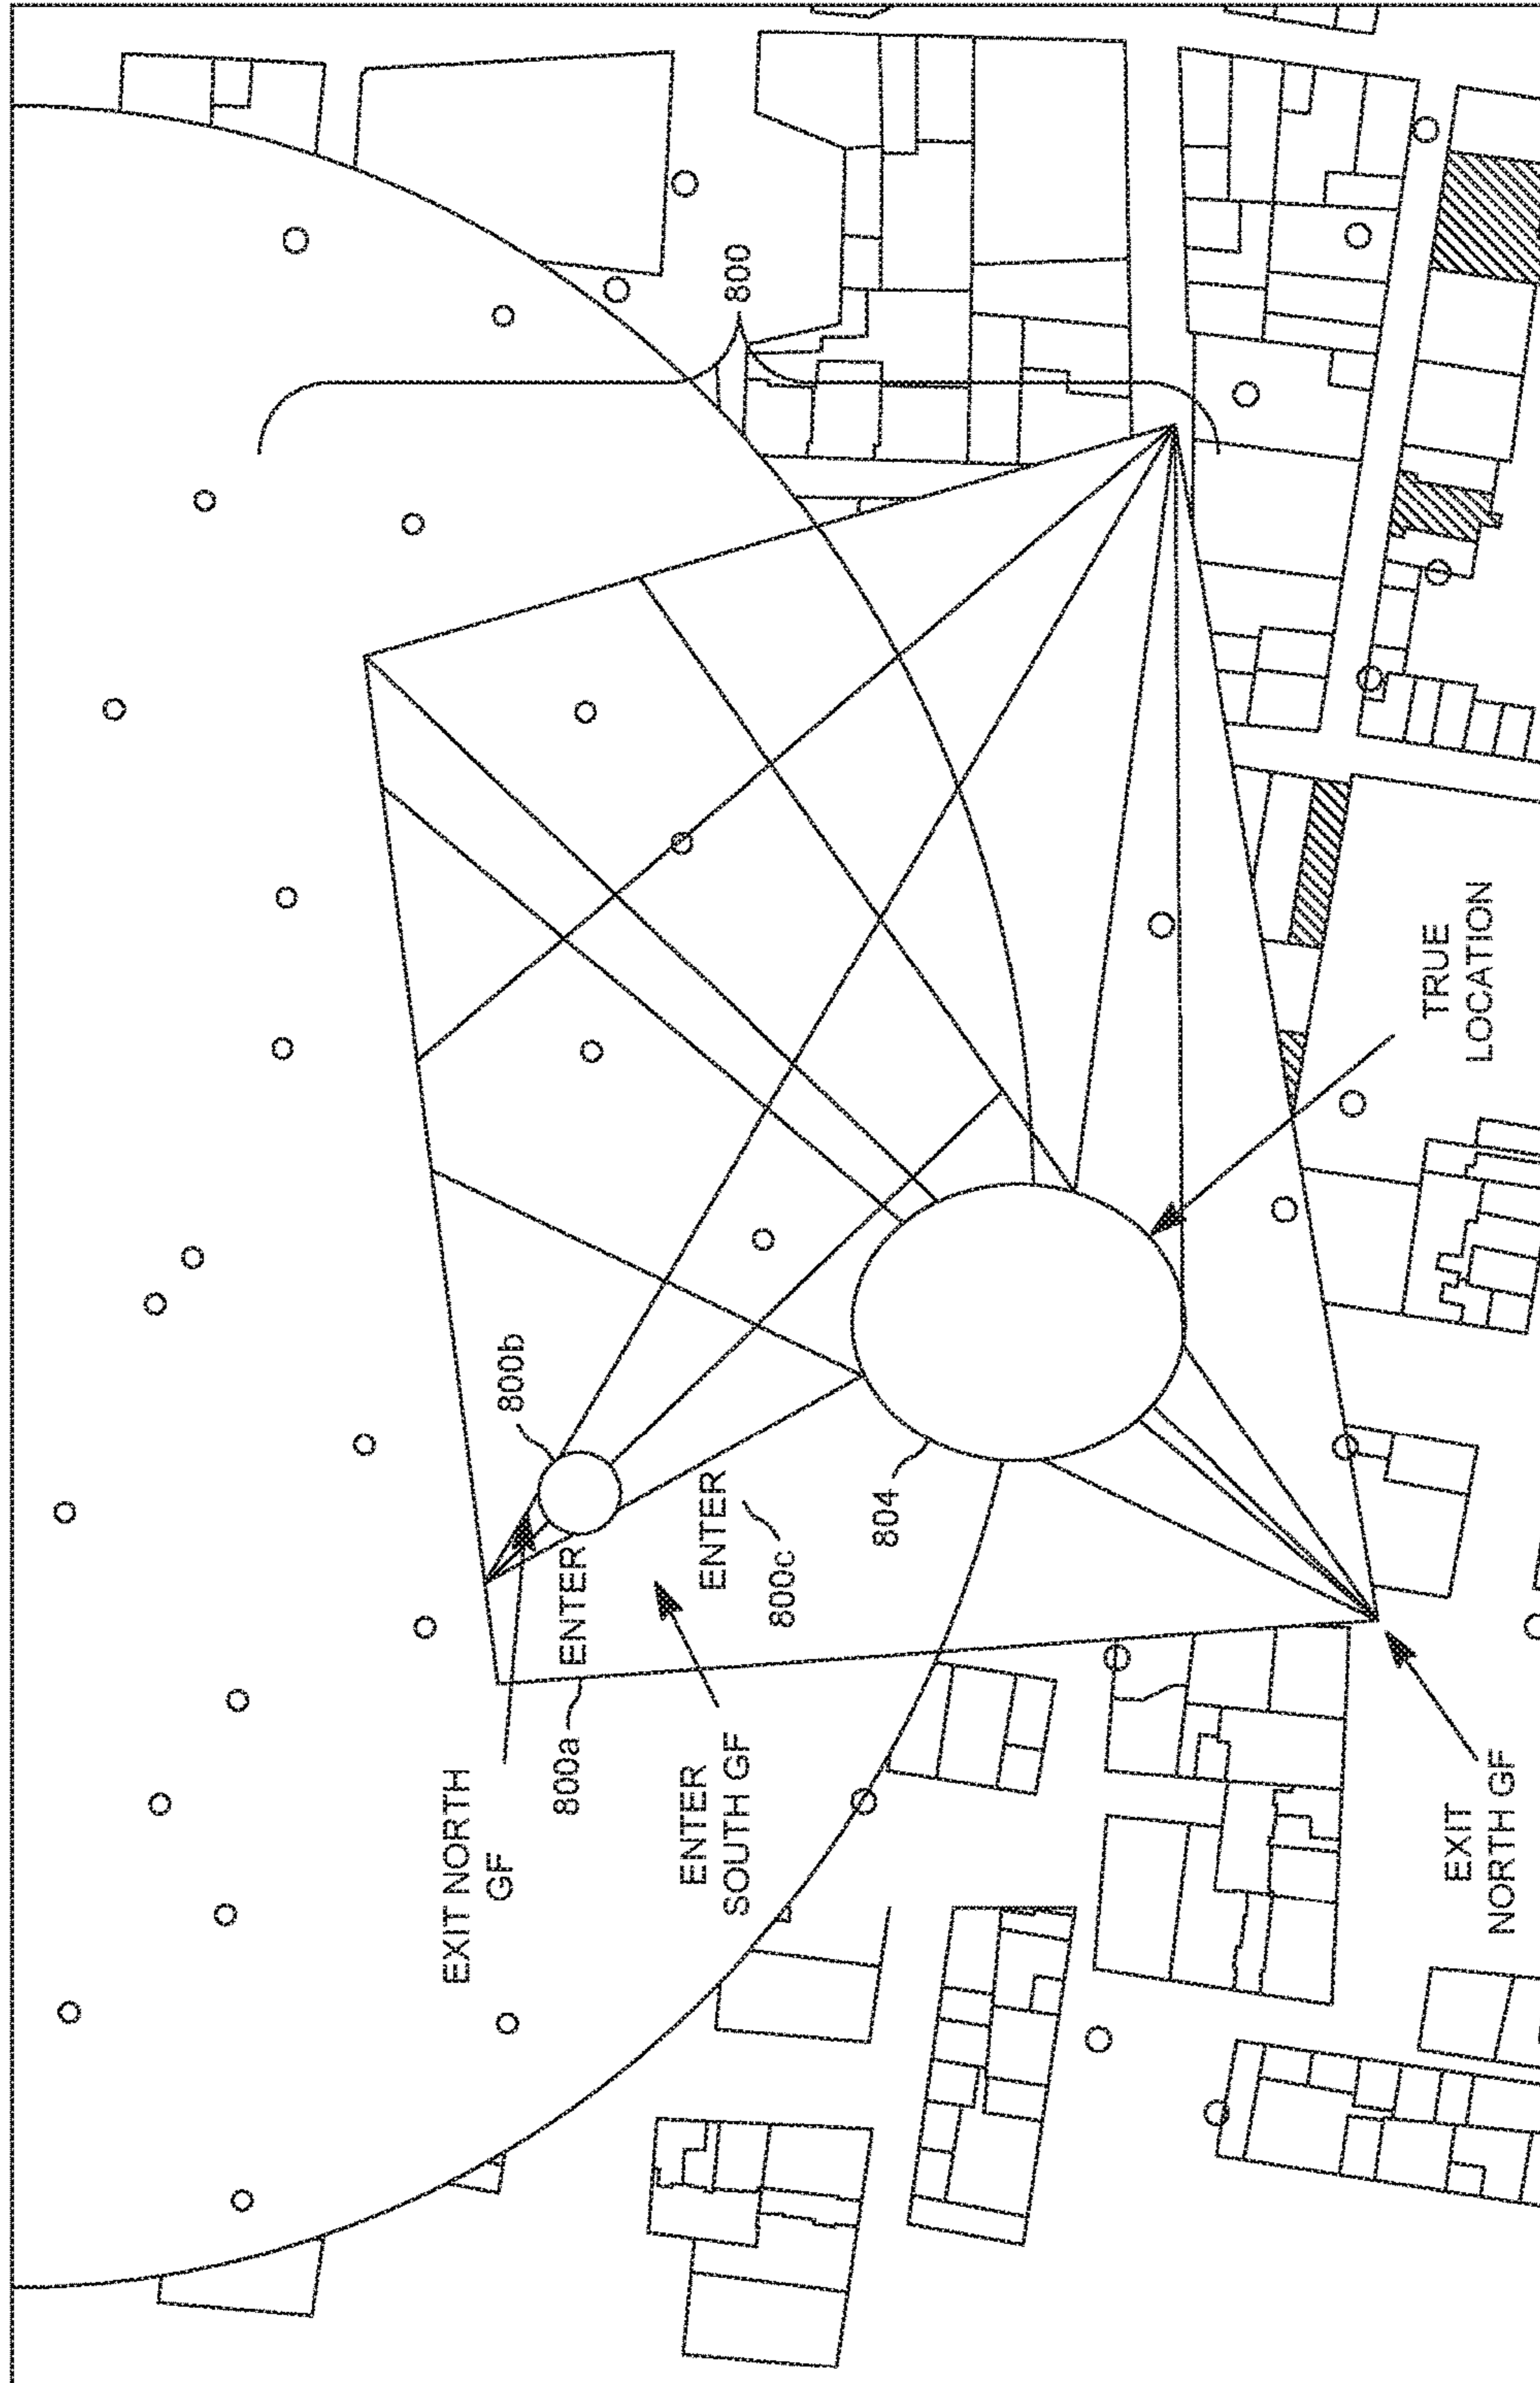 EXIT NORTH
GF
800b
800a
ENTER
ENTER
SOUTH GF
ENTER
800c
800
804
EXIT
NORTH GF
TRUE
LOCATION